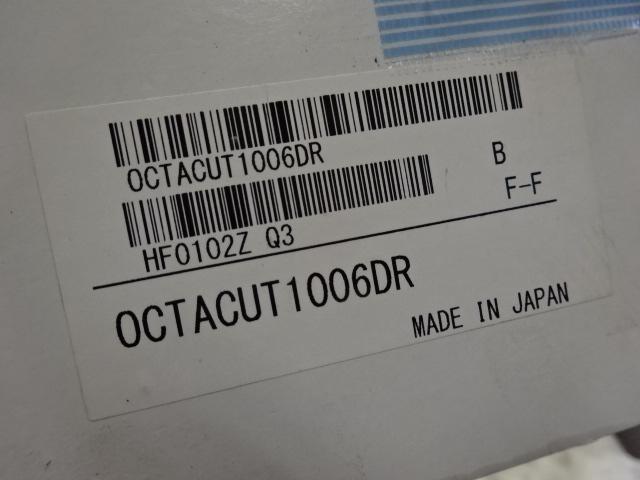 OCTACUT1006DR
B
HF0102Z Q3
F-F
OCTACUT1006DR
MADE IN JAPAN